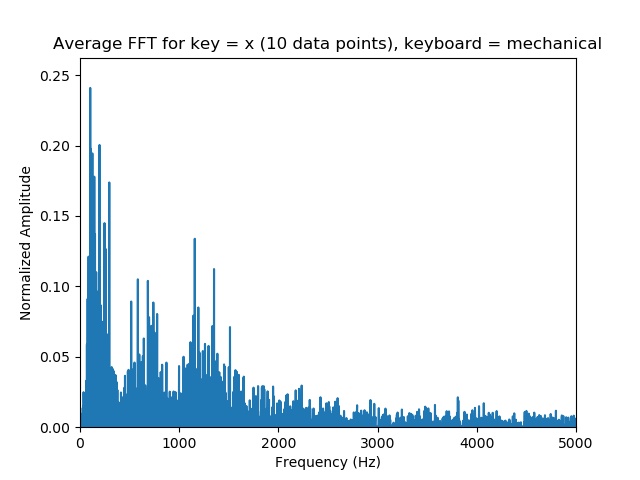 Average FFT for key = x (10 data points), keyboard = mechanical
0.25
0.20
0.15
0.10
0.05
0.00
Normalized Amplitude
0 1000 2000 3000 4000 5000
Frequency (Hz)